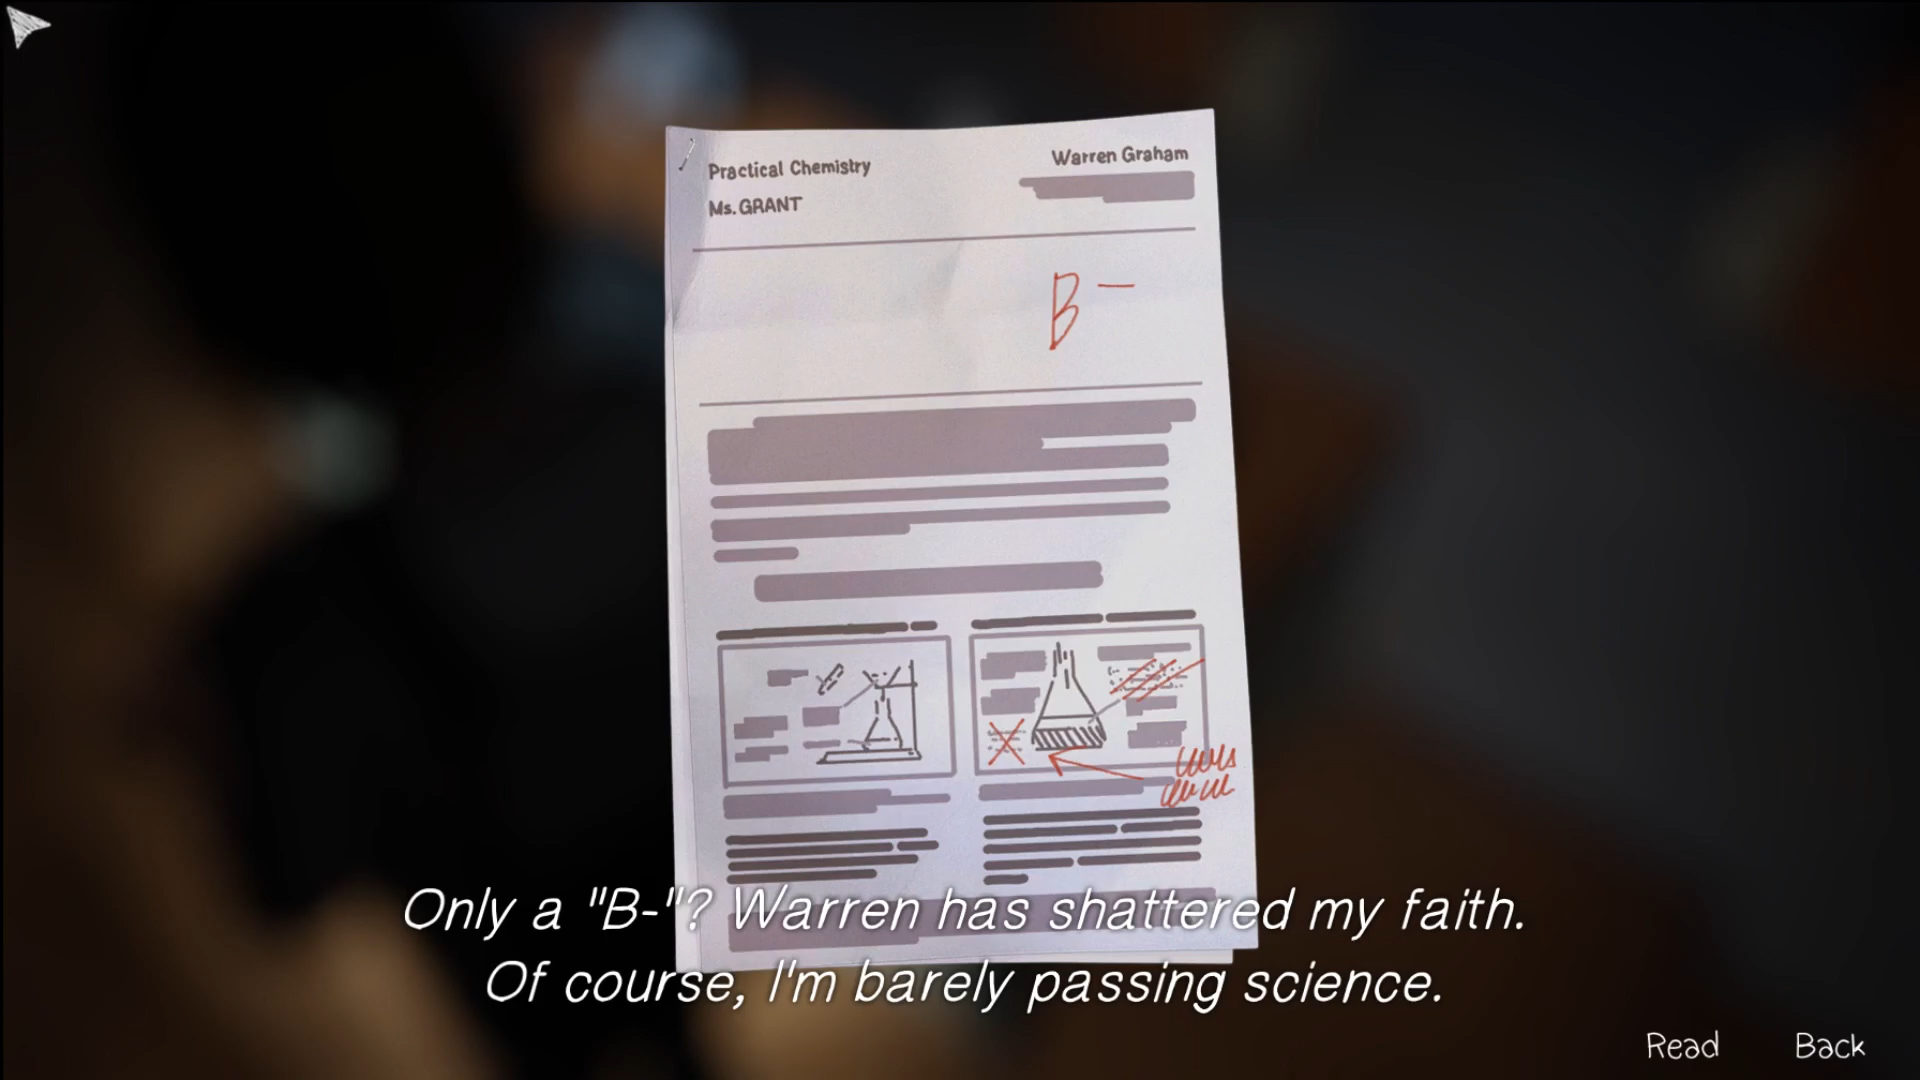 Practical Chemistry
Warren Graham
Ms. GRANT
B-
Only a "B-"? Warren has shattered my faith.
Of course, I'm barely passing science.
Read
Back